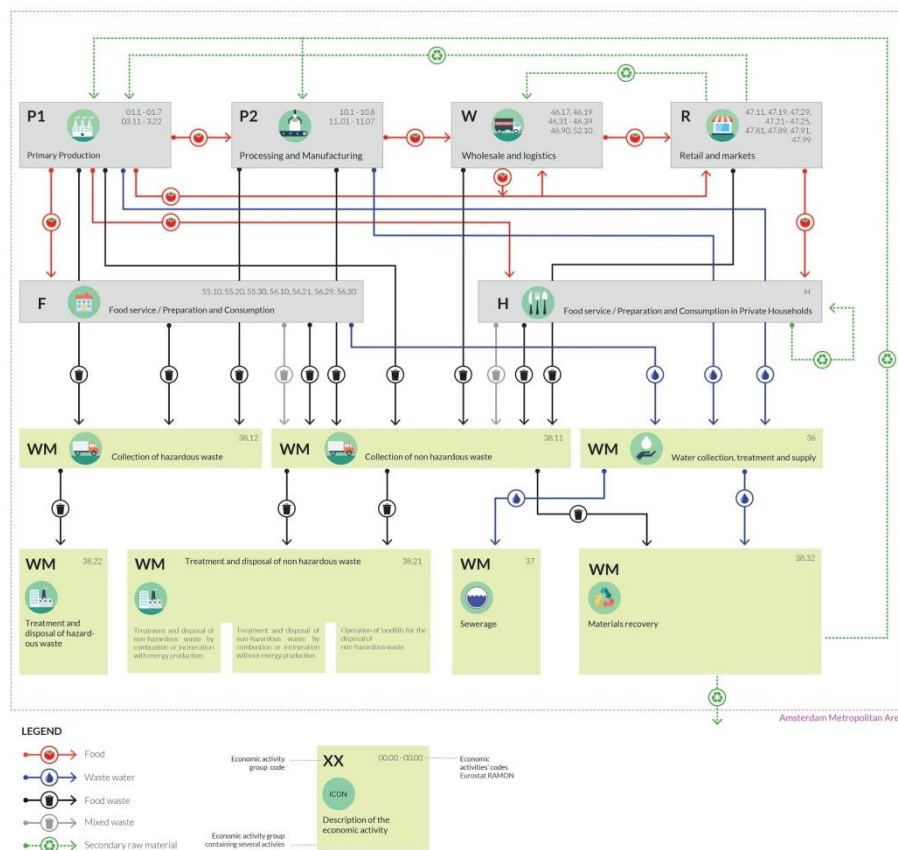 P1
01.1 - 01.7
03.11 - 3.22
Primary Production
P2
10.1 - 10.8
11.01 - 11.07
Processing and Manufacturing
W
46.17, 46.19
46.31 - 46.39
46.90, 52.10
Wholesale and logistics
R
47.11, 47.19, 47.29,
47.21 - 47.25,
47.81, 47.89, 47.91,
47.99
Retail and markets
F
55.10, 55.20, 55.30, 56.10, 56.21, 56.29, 56.30
Food service / Preparation and Consumption
H
H
Food service / Preparation and Consumption in Private Households
WM
38.12
Collection of hazardous waste
WM
38.11
Collection of non hazardous waste
WM
36
Water collection, treatment and supply
WM
38.22
Treatment and
disposal of hazard-
ous waste
WM
Treatment and disposal of non hazardous waste
38.21
Treatment and disposal of
non-hazardous waste by
combustion or incineration
with energy production
Treatment and disposal of
non-hazardous waste by
combustion or incineration
without energy production
Operation of landfills for the
disposal of
non-hazardous waste
WM
37
Sewerage
WM
38.32
Materials recovery
Amsterdam Metropolitan Are
LEGEND
Food
Waste water
Food waste
Mixed waste
Secondary raw material
Economic activity
group code
XX
00.00 - 00.00
Economic
activities' codes
Eurostat RAMON
ICON
Description of the
economic activity
Economic activity group
containing several activies